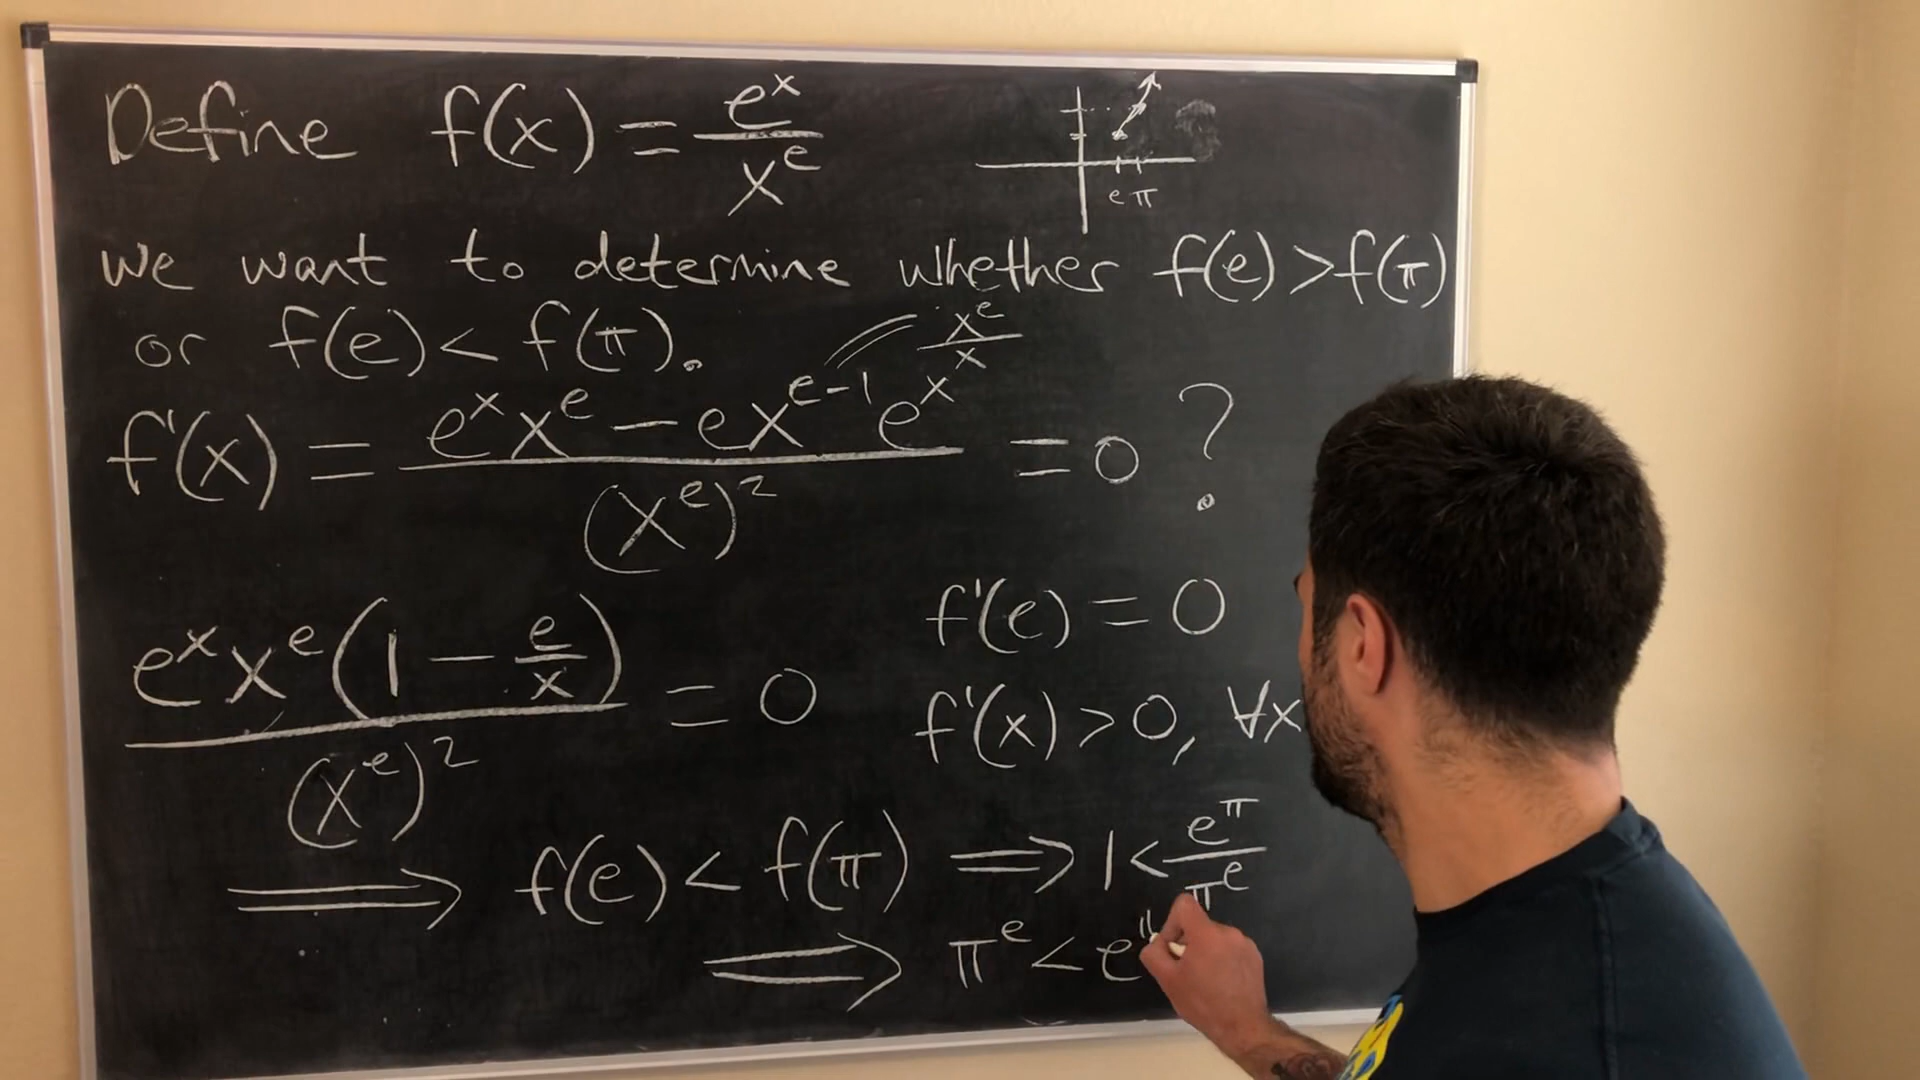 Define f(x) = e^x / x^e
e π
we want to determine whether f(e) > f(π)
or f(e) < f(π).
x^e / x
f'(x) = (e^x x^e − e x^{e−1} e^x) / (x^e)^2 = 0 ?
e^x x^e (1 − e/x) / (x^e)^2 = 0
f'(e) = 0
f'(x) > 0, ∀x
⟹ f(e) < f(π) ⟹ 1 < e^π / π^e
⟹ π^e < e^π